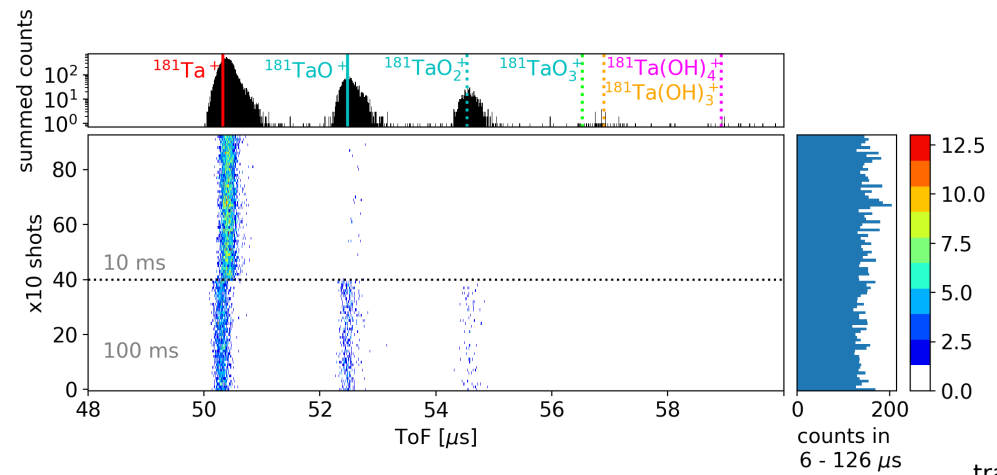 summed counts
10²
10¹
10⁰
¹⁸¹Ta⁺
¹⁸¹TaO⁺
¹⁸¹TaO₂⁺
¹⁸¹TaO₃⁺
¹⁸¹Ta(OH)₄⁺
¹⁸¹Ta(OH)₃⁺
x10 shots
80
60
40
20
0
10 ms
100 ms
48 50 52 54 56 58
ToF [μs]
0 200
counts in
6 - 126 μs
12.5
10.0
7.5
5.0
2.5
0.0
tra